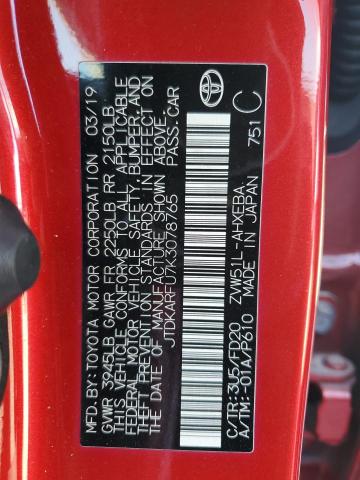 MFD. BY: TOYOTA MOTOR CORPORATION 03/19
GVWR 3945LB GAWR FR 2250LB RR 2150LB
THIS VEHICLE CONFORMS TO ALL APPLICABLE
FEDERAL MOTOR VEHICLE SAFETY, BUMPER, AND
THEFT PREVENTION STANDARDS IN EFFECT ON
THE DATE OF MANUFACTURE SHOWN ABOVE.
JTDKARFU7K3078765 PASS. CAR
C/TR: 3U5/FD20 ZVW51L-AHXEBA
A/TM: -01A/P610 MADE IN JAPAN 751 C
TOYOTA